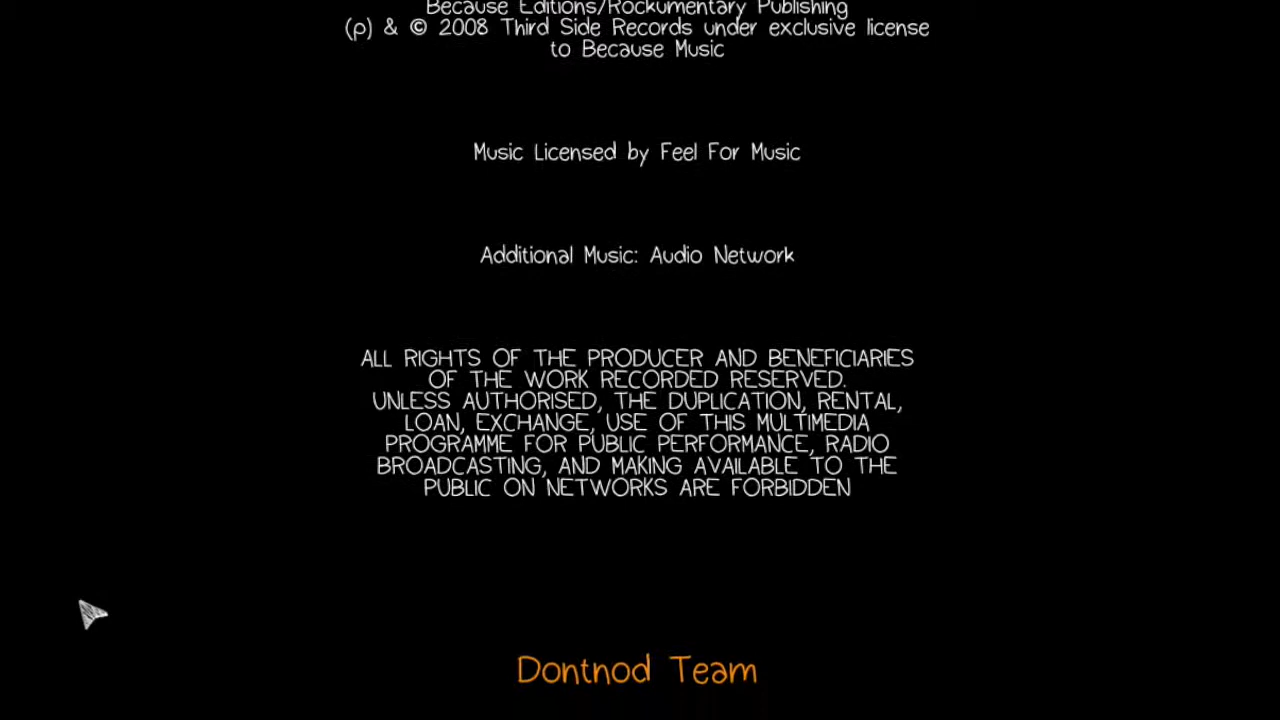 Because Editions/Rockumentary Publishing
(p) & © 2008 Third Side Records under exclusive license
to Because Music
Music Licensed by Feel For Music
Additional Music: Audio Network
ALL RIGHTS OF THE PRODUCER AND BENEFICIARIES
OF THE WORK RECORDED RESERVED.
UNLESS AUTHORISED, THE DUPLICATION, RENTAL,
LOAN, EXCHANGE, USE OF THIS MULTIMEDIA
PROGRAMME FOR PUBLIC PERFORMANCE, RADIO
BROADCASTING, AND MAKING AVAILABLE TO THE
PUBLIC ON NETWORKS ARE FORBIDDEN
Dontnod Team